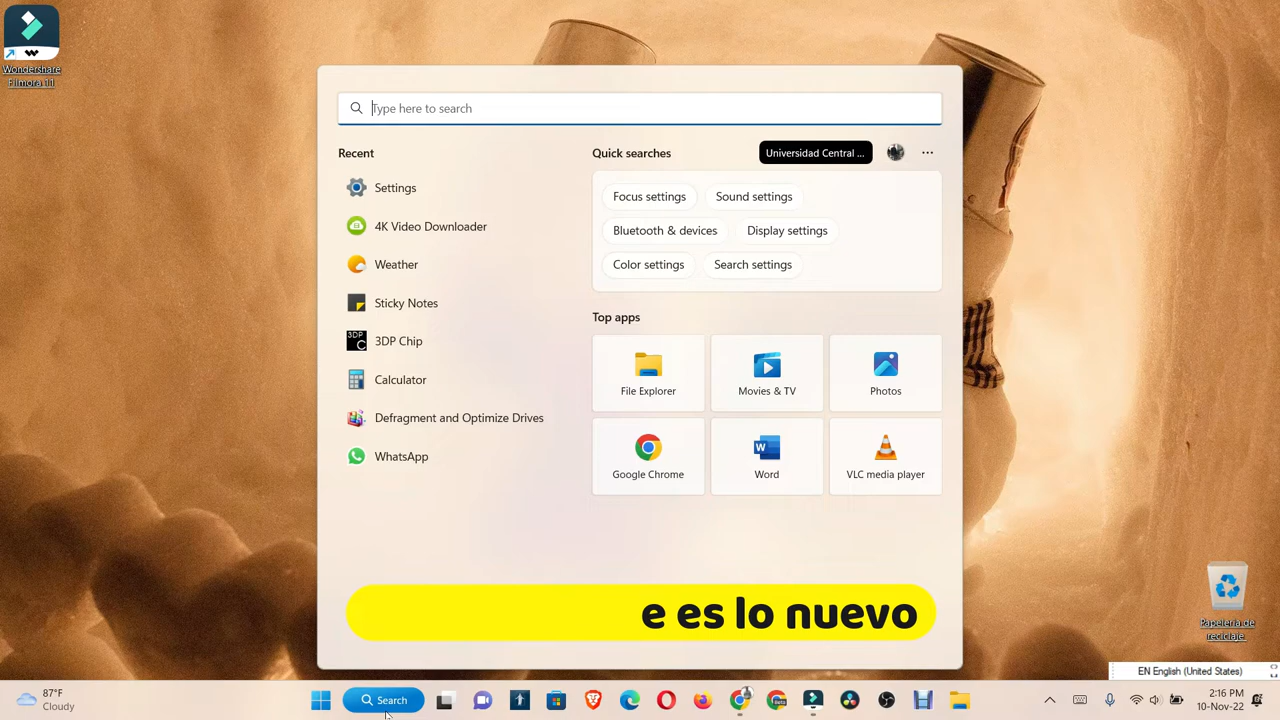 Wondershare
Filmora 11
Type here to search
Recent
Settings
4K Video Downloader
Weather
Sticky Notes
3DP Chip
3DP
C
Calculator
Defragment and Optimize Drives
WhatsApp
Quick searches
Universidad Central ...
Focus settings
Sound settings
Bluetooth & devices
Display settings
Color settings
Search settings
Top apps
File Explorer
Movies & TV
Photos
Google Chrome
W
Word
VLC media player
e es lo nuevo
Papelería de
reciclaje
EN English (United States)
87°F
Cloudy
Search
Beta
2:16 PM
10-Nov-22